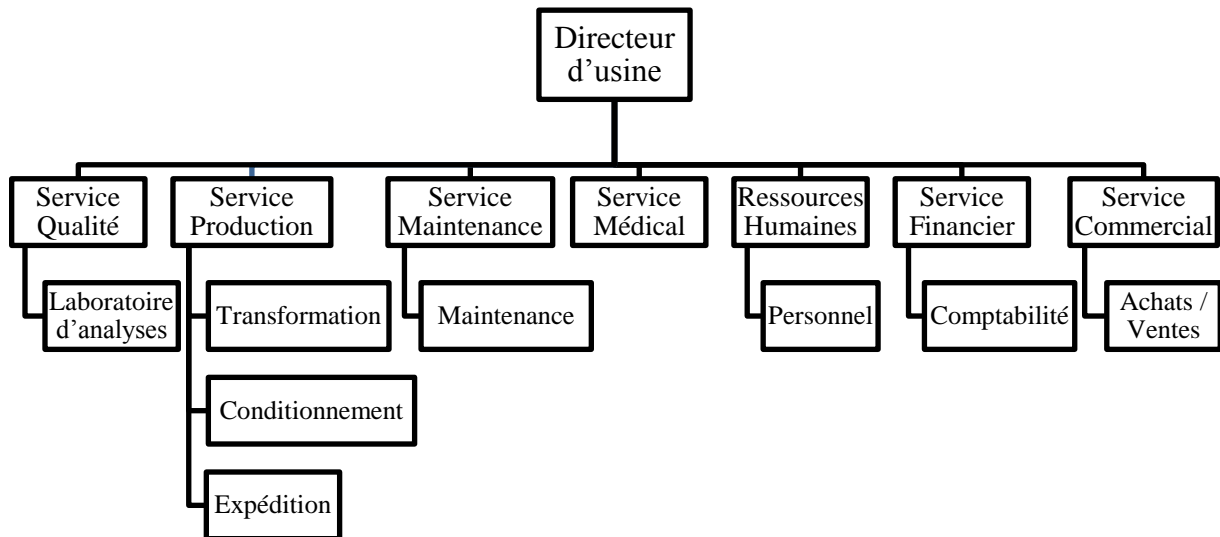 Directeur
d’usine
Service
Qualité
Service
Production
Service
Maintenance
Service
Médical
Ressources
Humaines
Service
Financier
Service
Commercial
Laboratoire
d’analyses
Transformation
Maintenance
Personnel
Comptabilité
Achats /
Ventes
Conditionnement
Expédition